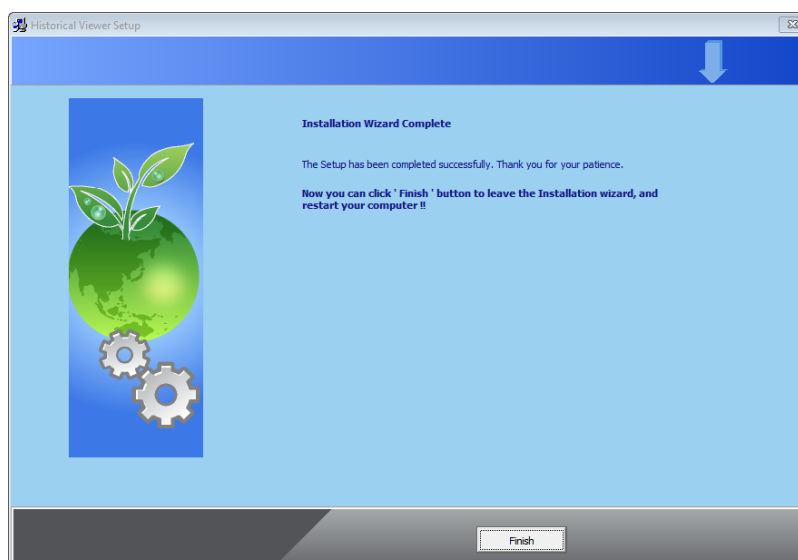 Historical Viewer Setup
Installation Wizard Complete
The Setup has been completed successfully. Thank you for your patience.
Now you can click ' Finish ' button to leave the Installation wizard, and
restart your computer !!
Finish